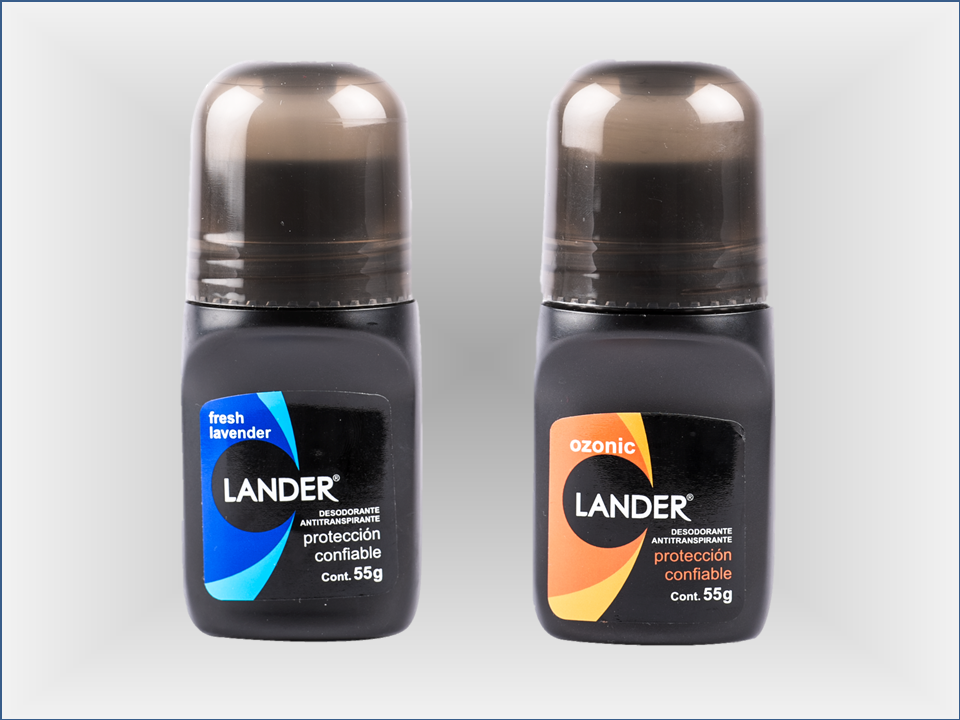 fresh
lavender
LANDER®
DESODORANTE
ANTITRANSPIRANTE
protección
confiable
Cont. 55g
ozonic
LANDER®
DESODORANTE
ANTITRANSPIRANTE
protección
confiable
Cont. 55g